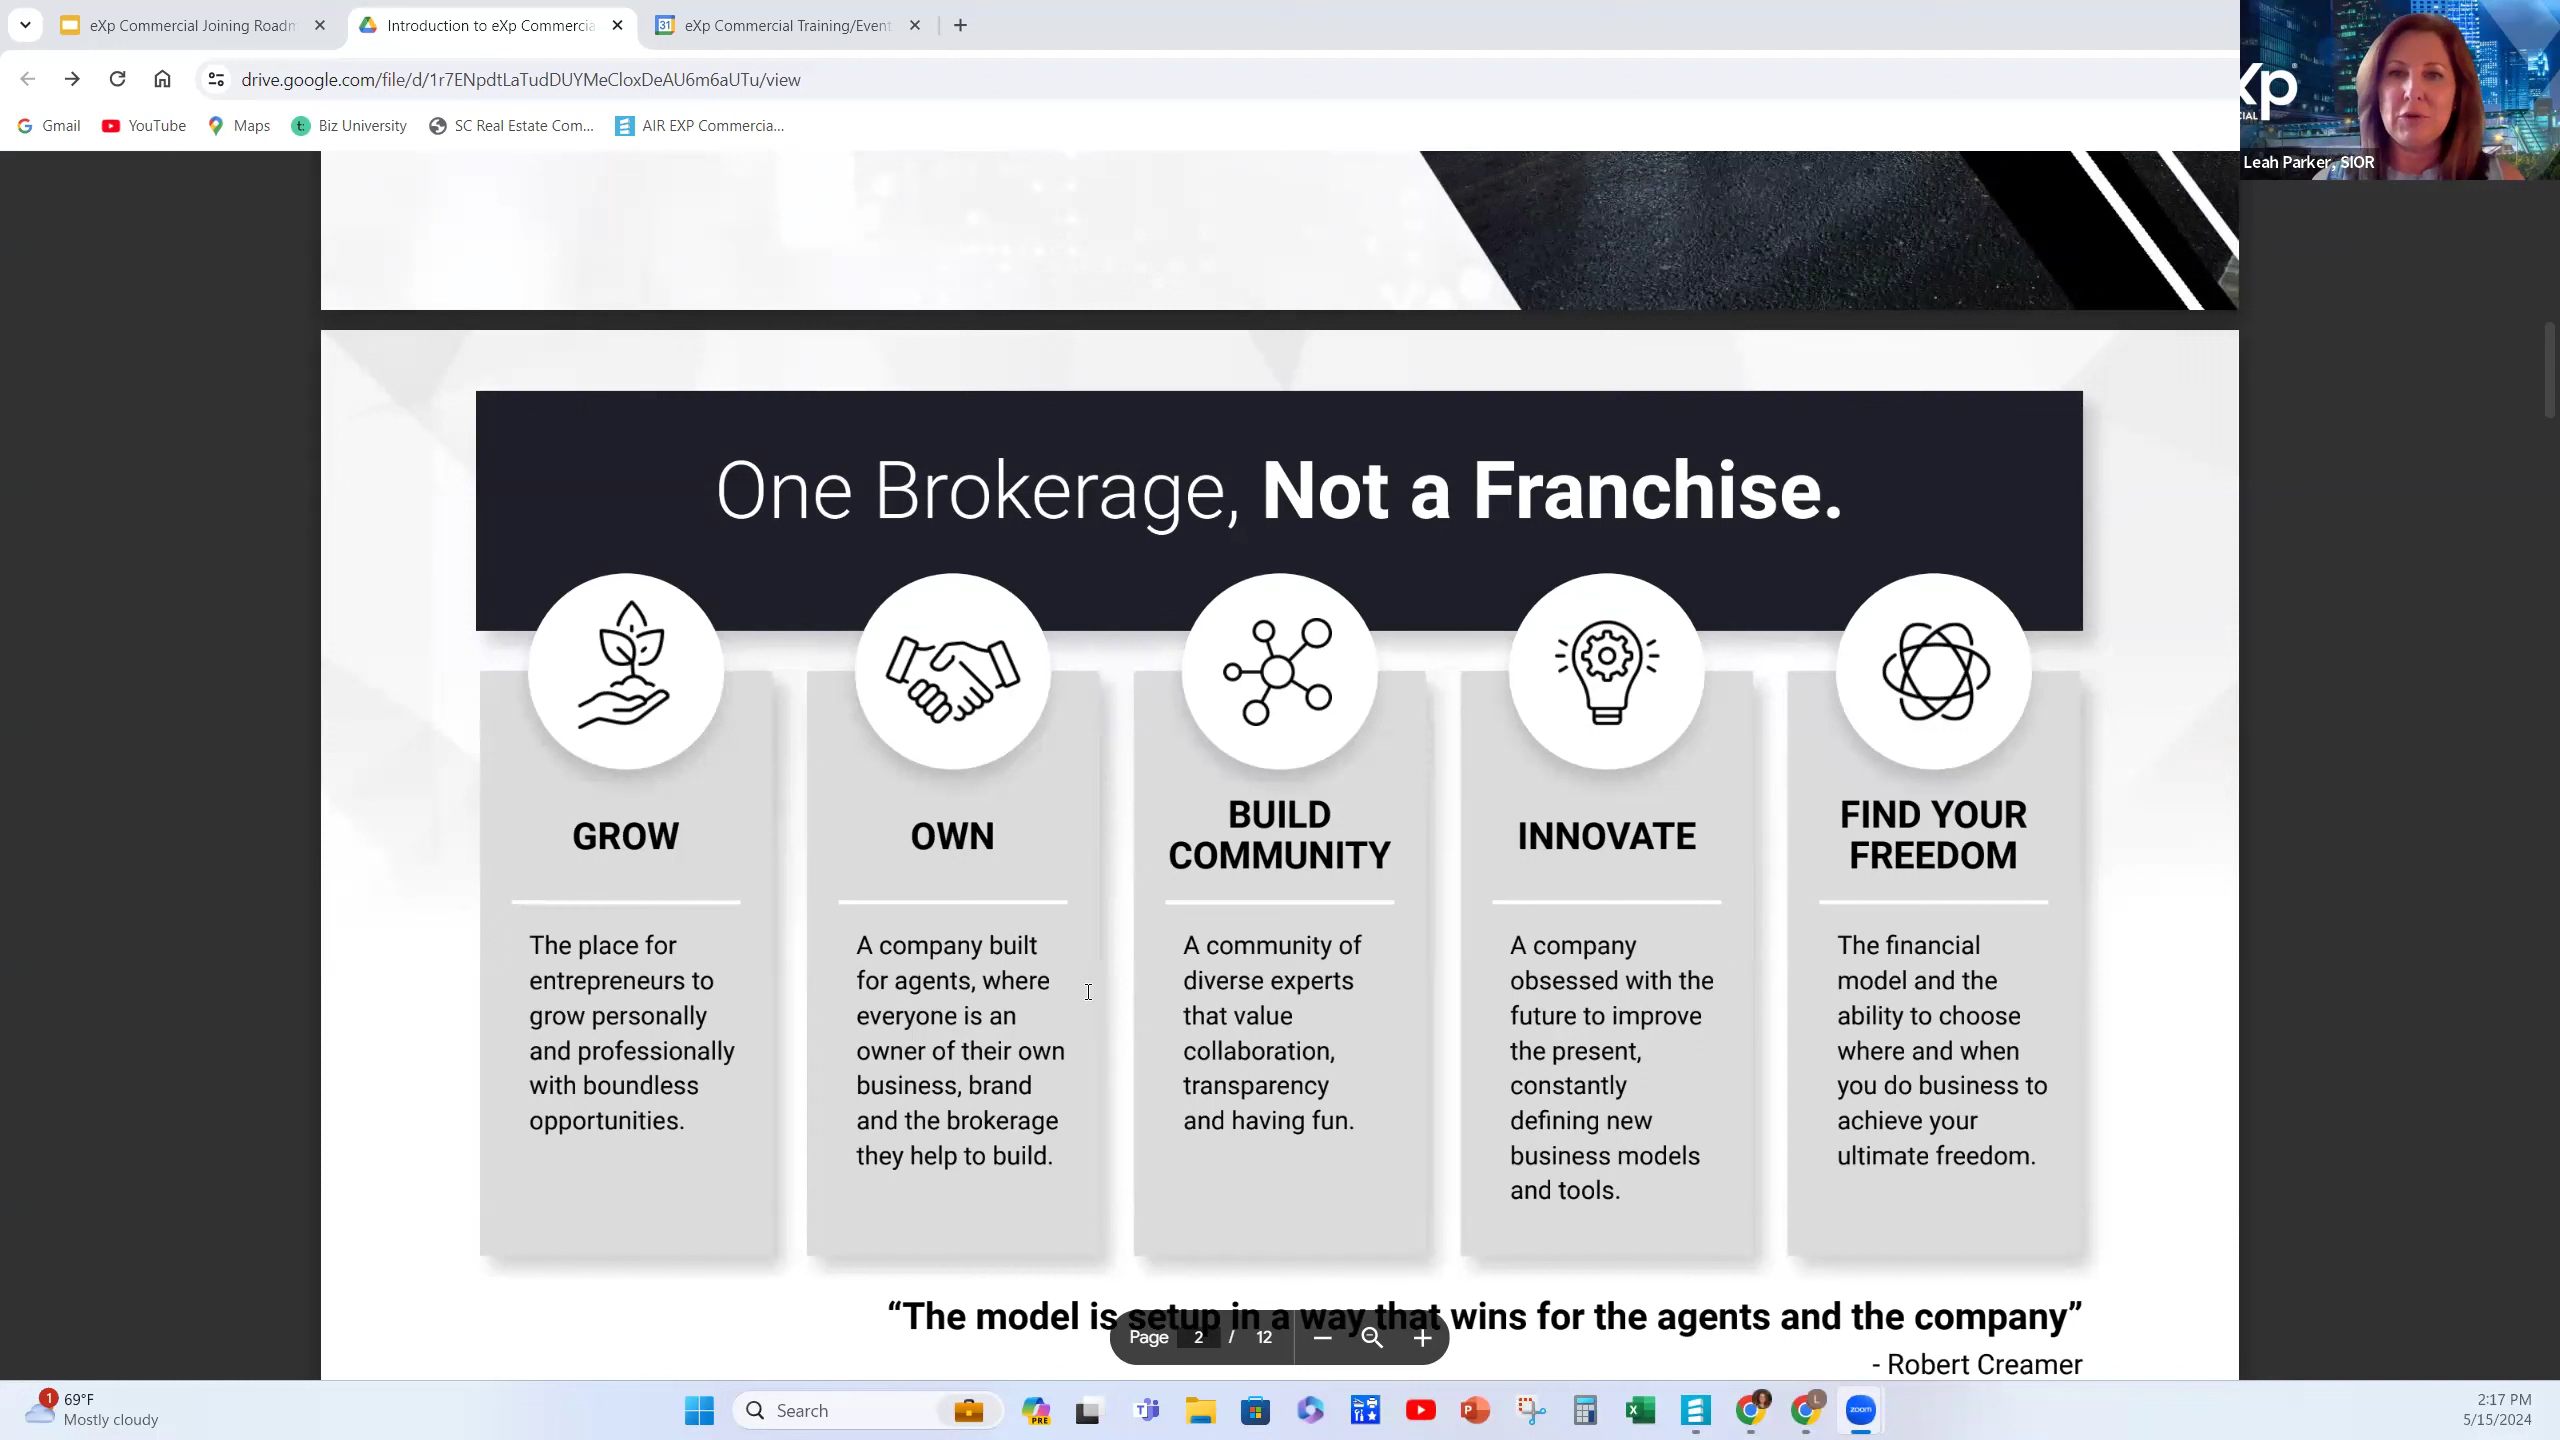 eXp Commercial Joining Roadm
Introduction to eXp Commercia
31
eXp Commercial Training/Event
drive.google.com/file/d/1r7ENpdtLaTudDUYMeCloxDeAU6m6aUTu/view
Gmail
YouTube
Maps
t:
Biz University
SC Real Estate Com...
AIR EXP Commercia...
Xp
CIAL
Leah Parker, SIOR
One Brokerage, Not a Franchise.
GROW
The place for
entrepreneurs to
grow personally
and professionally
with boundless
opportunities.
OWN
A company built
for agents, where
everyone is an
owner of their own
business, brand
and the brokerage
they help to build.
BUILD
COMMUNITY
A community of
diverse experts
that value
collaboration,
transparency
and having fun.
INNOVATE
A company
obsessed with the
future to improve
the present,
constantly
defining new
business models
and tools.
FIND YOUR
FREEDOM
The financial
model and the
ability to choose
where and when
you do business to
achieve your
ultimate freedom.
“The model is setup in a way that wins for the agents and the company”
- Robert Creamer
Page 2 / 12
1
69°F
Mostly cloudy
Search
PRE
L
zoom
2:17 PM
5/15/2024